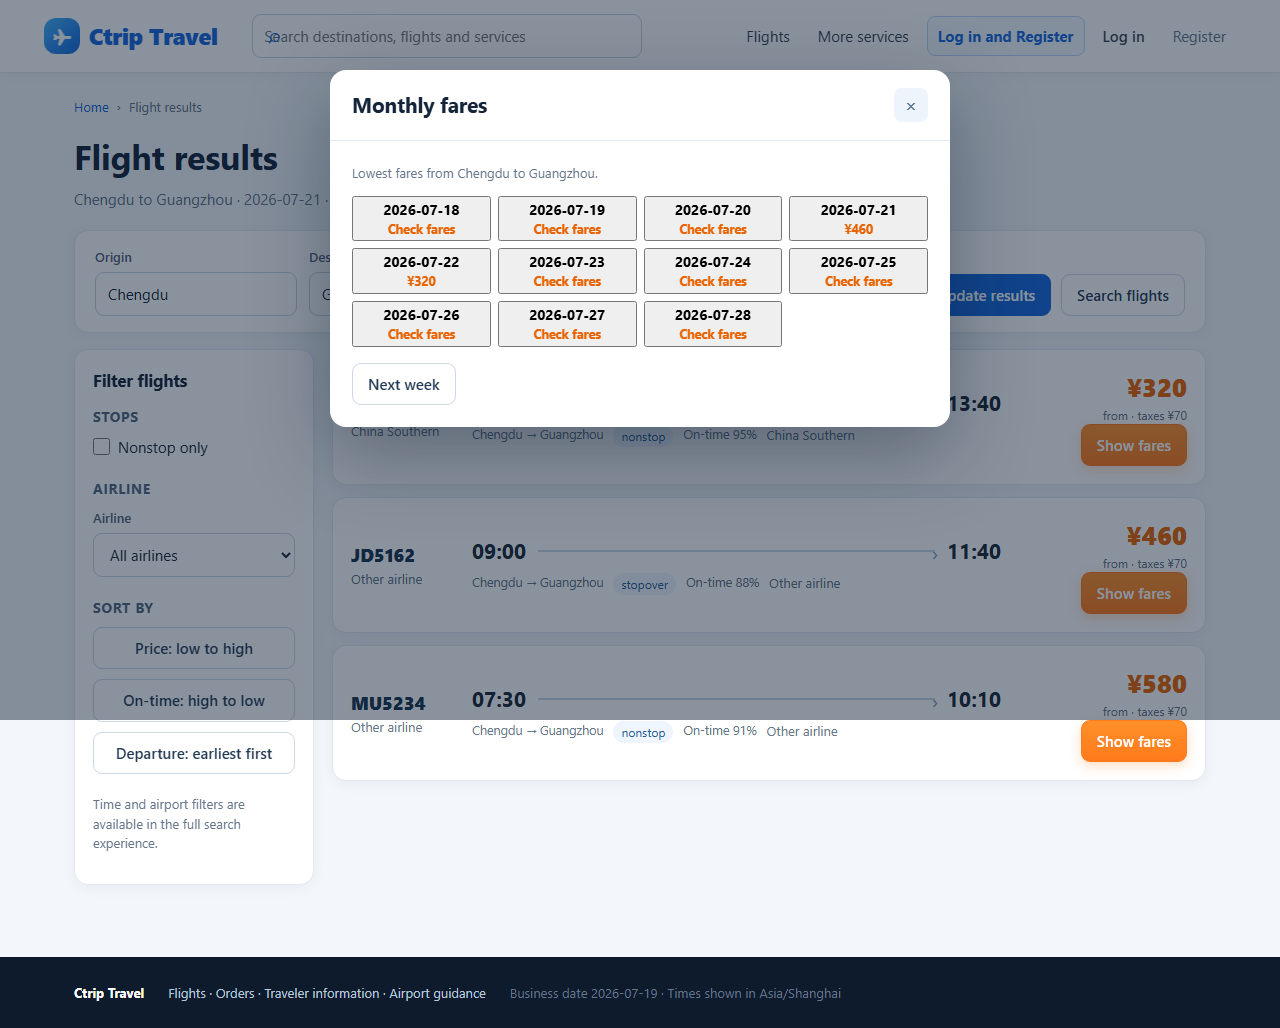 Ctrip Travel
Search destinations, flights and services
Flights
More services
Log in and Register
Log in
Register
Home › Flight results
Flight results
Chengdu to Guangzhou · 2026-07-21 ·
Monthly fares
×
Lowest fares from Chengdu to Guangzhou.
2026-07-18
Check fares
2026-07-19
Check fares
2026-07-20
Check fares
2026-07-21
¥460
2026-07-22
¥320
2026-07-23
Check fares
2026-07-24
Check fares
2026-07-25
Check fares
2026-07-26
Check fares
2026-07-27
Check fares
2026-07-28
Check fares
Next week
Origin
Chengdu
Search flights
Filter flights
STOPS
Nonstop only
AIRLINE
Airline
All airlines
SORT BY
Price: low to high
On-time: high to low
Departure: earliest first
Time and airport filters are
available in the full search
experience.
China Southern
13:40
Chengdu → Guangzhou nonstop On-time 95% China Southern
¥320
from · taxes ¥70
Show fares
JD5162
Other airline
09:00
11:40
Chengdu → Guangzhou stopover On-time 88% Other airline
¥460
from · taxes ¥70
Show fares
MU5234
Other airline
07:30
10:10
Chengdu → Guangzhou nonstop On-time 91% Other airline
¥580
from · taxes ¥70
Show fares
Ctrip Travel
Flights · Orders · Traveler information · Airport guidance
Business date 2026-07-19 · Times shown in Asia/Shanghai